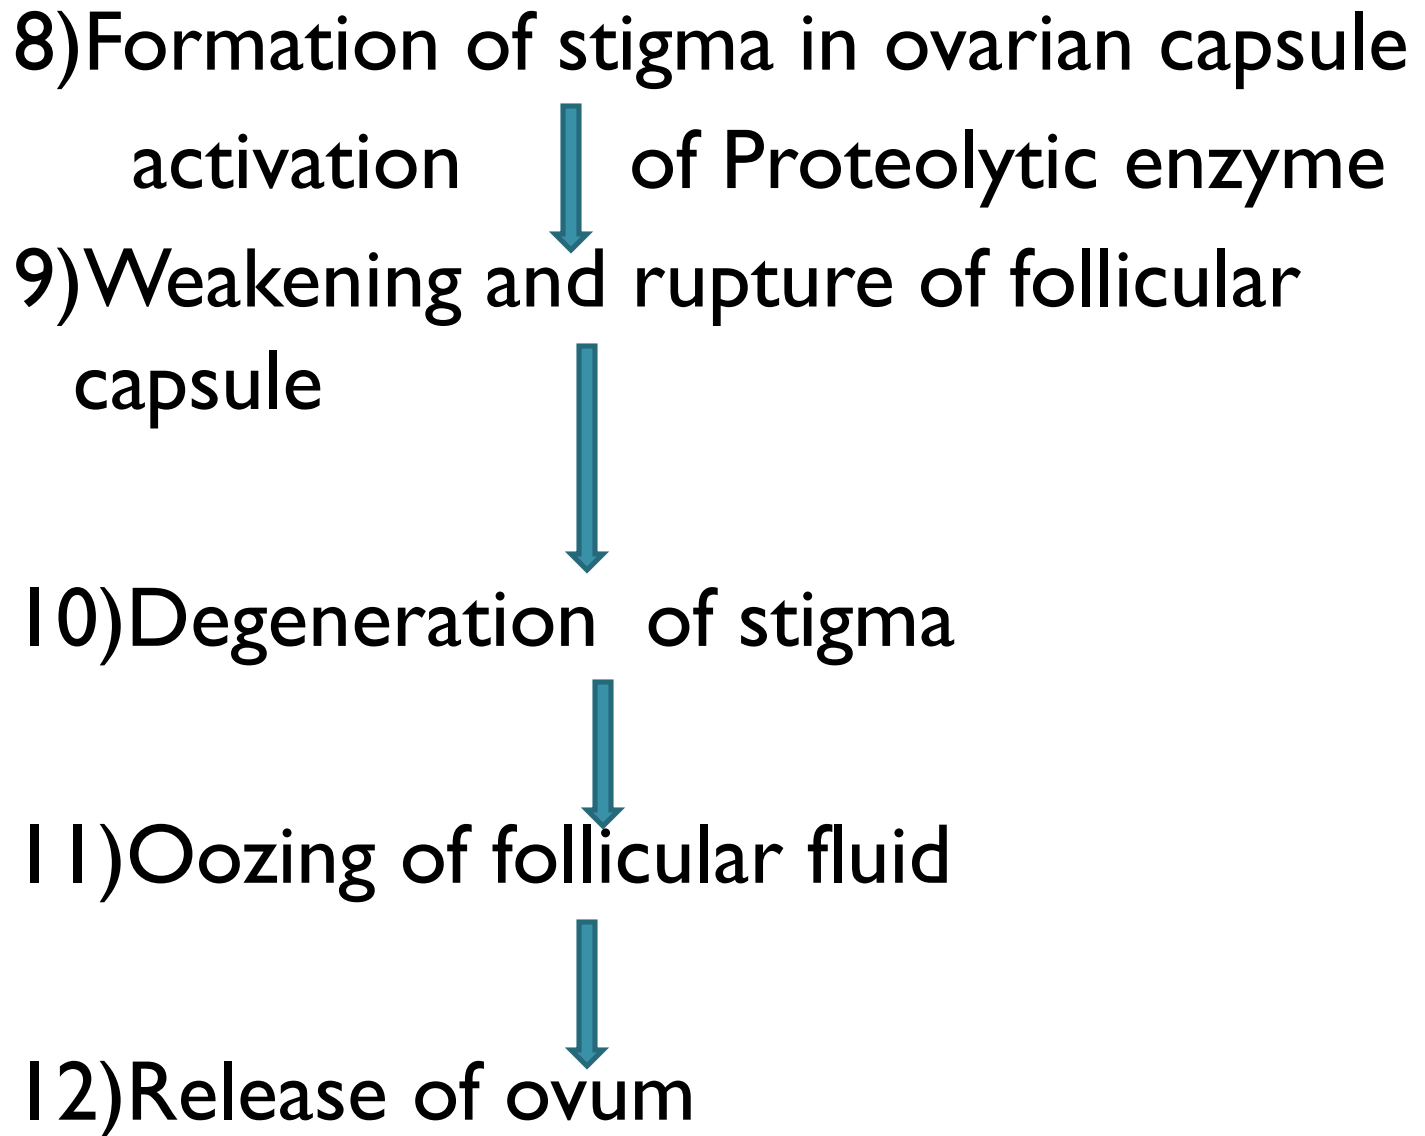 8)Formation of stigma in ovarian capsule
activation of Proteolytic enzyme
9)Weakening and rupture of follicular
capsule
10)Degeneration of stigma
11)Oozing of follicular fluid
12)Release of ovum